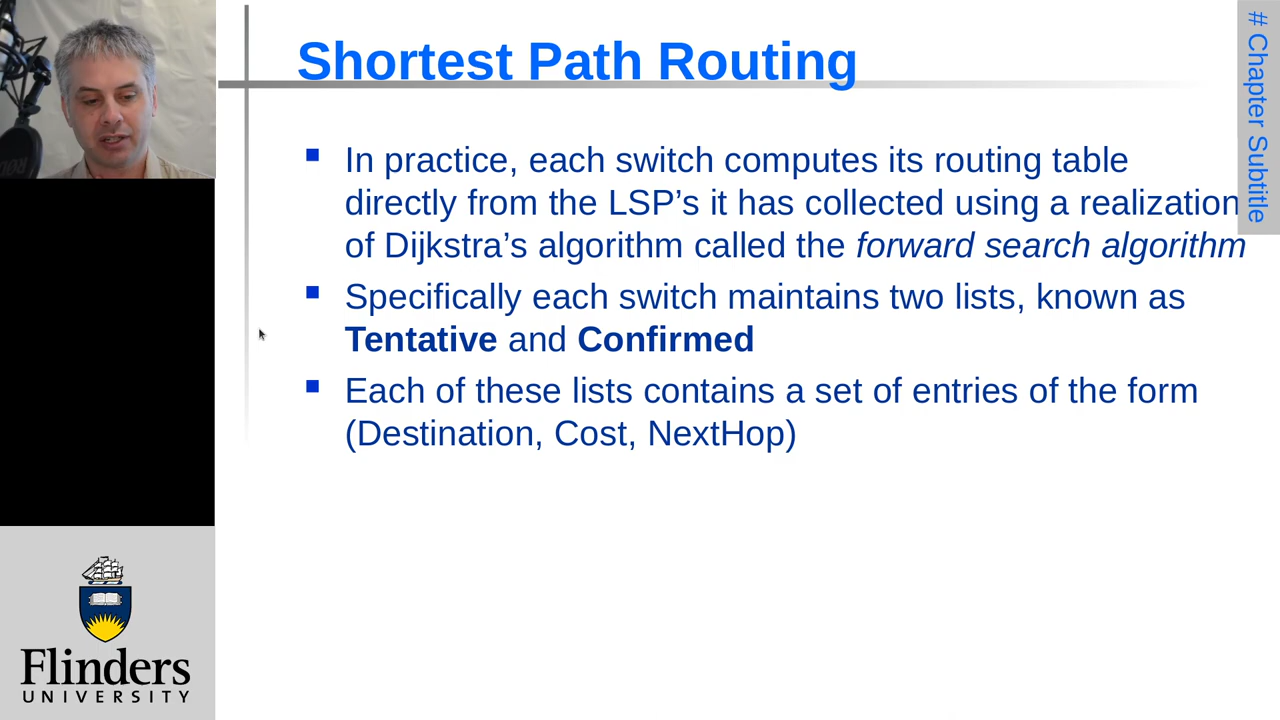 Shortest Path Routing
# Chapter Subtitle
In practice, each switch computes its routing table
directly from the LSP’s it has collected using a realization
of Dijkstra’s algorithm called the forward search algorithm
Specifically each switch maintains two lists, known as
Tentative and Confirmed
Each of these lists contains a set of entries of the form
(Destination, Cost, NextHop)
Flinders
UNIVERSITY